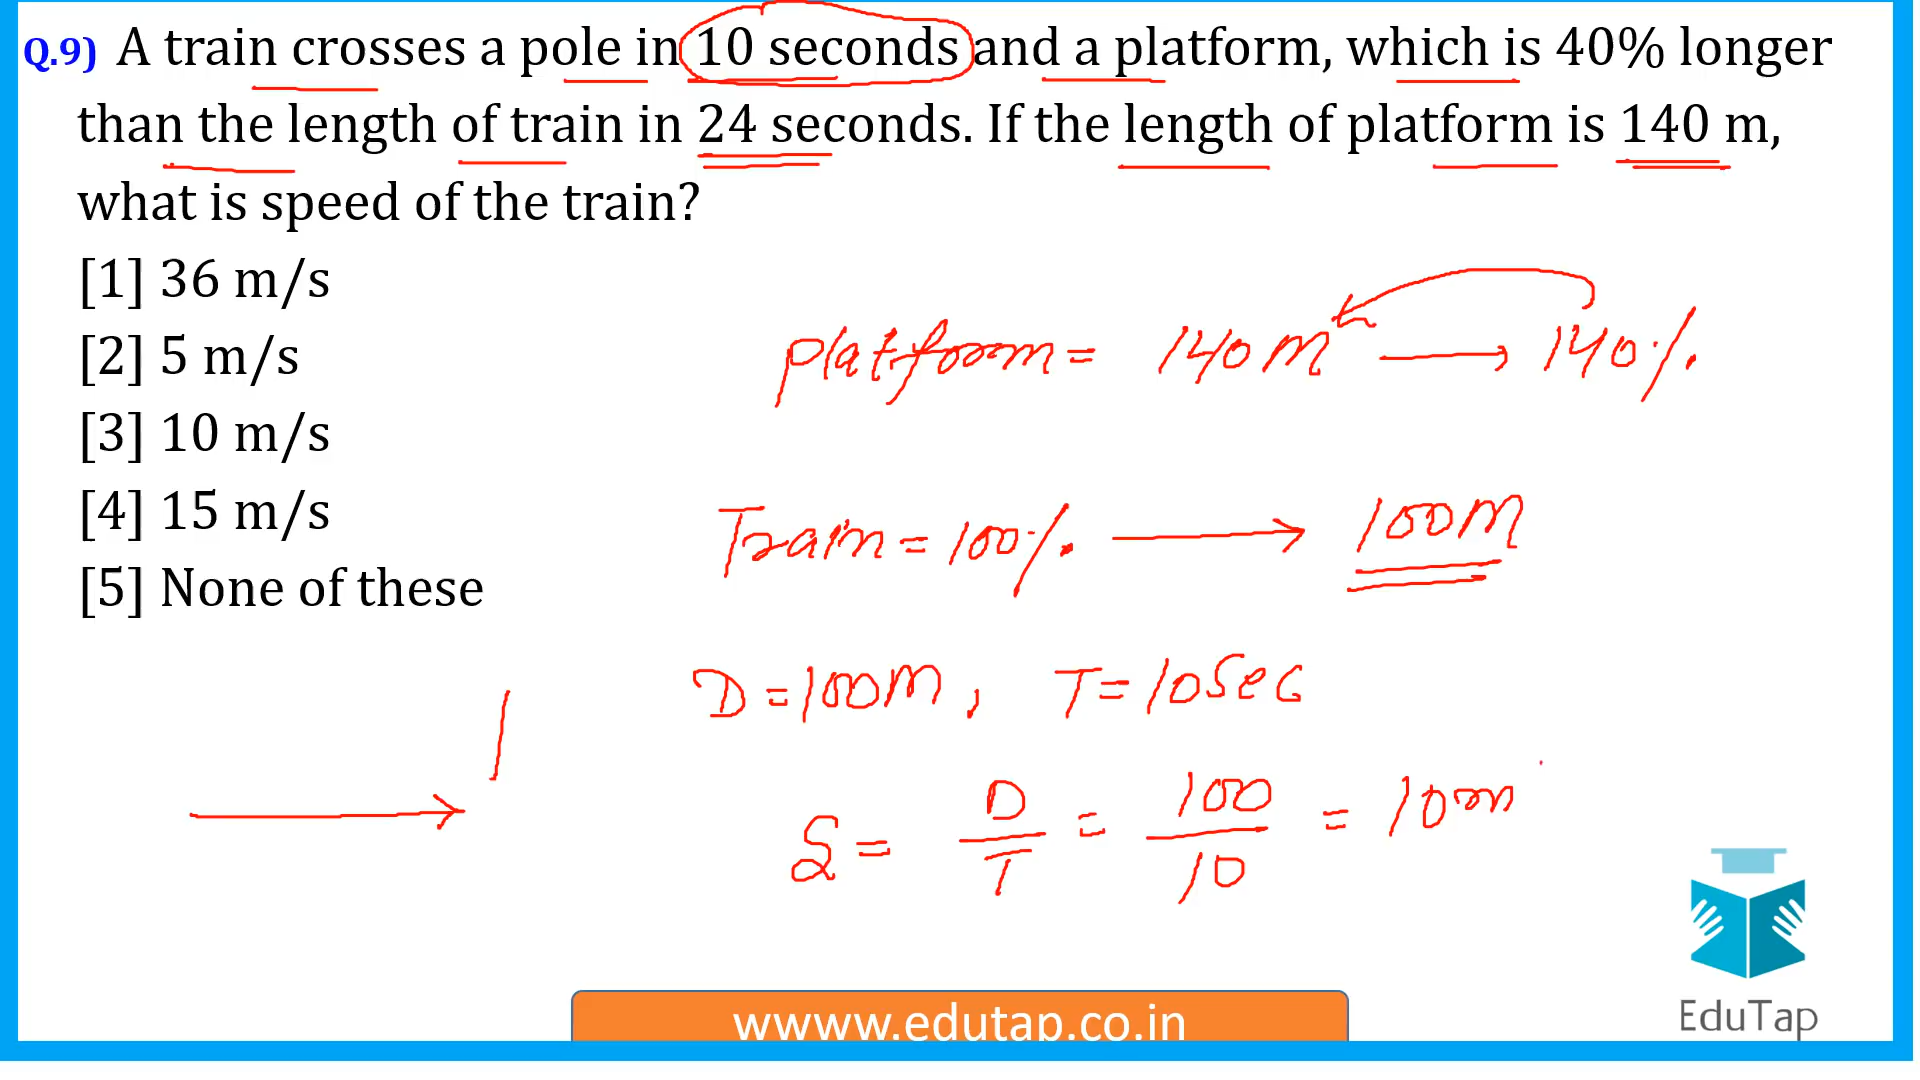 Q.9) A train crosses a pole in 10 seconds and a platform, which is 40% longer
than the length of train in 24 seconds. If the length of platform is 140 m,
what is speed of the train?
[1] 36 m/s
[2] 5 m/s
[3] 10 m/s
[4] 15 m/s
[5] None of these
Platform = 140 m → 140%
Train = 100% → 100m
D = 100m, T = 10 Sec
S = D/T = 100/10 = 10m
EduTap
wwww.edutap.co.in